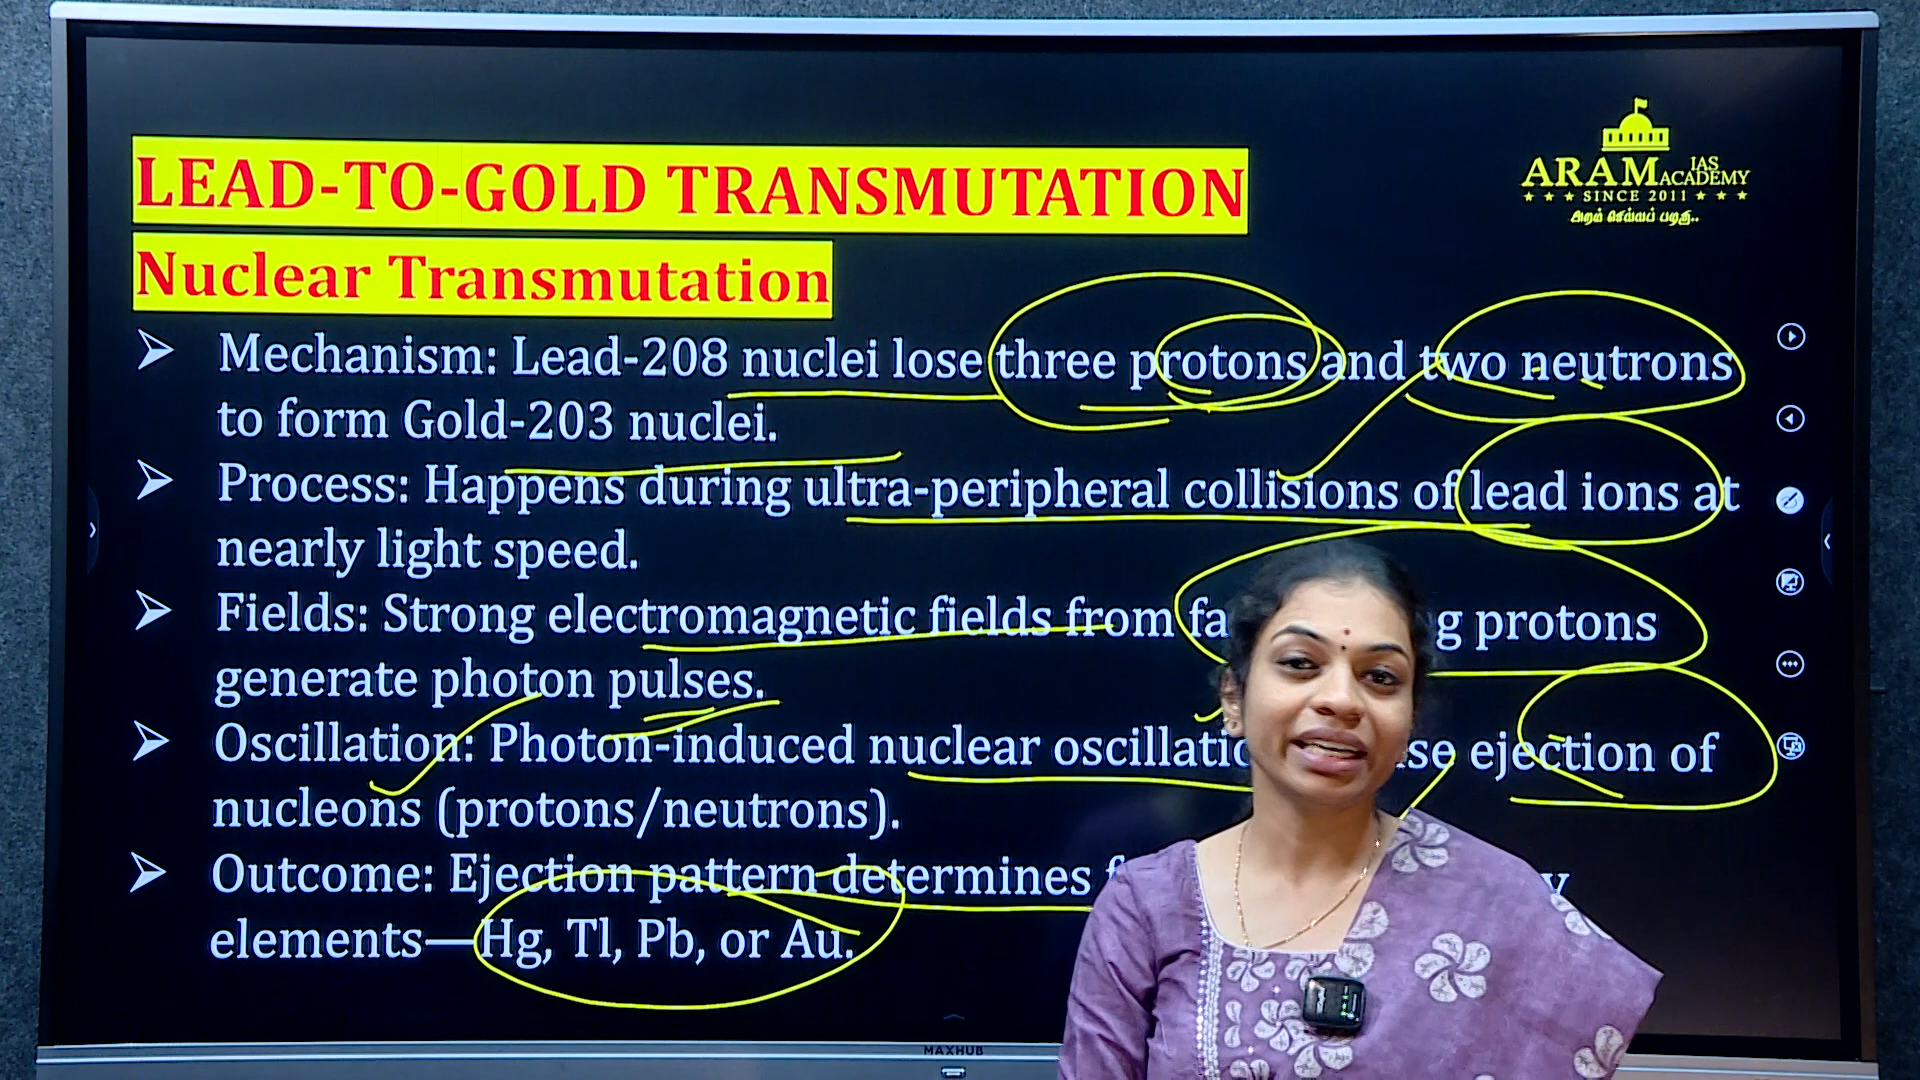 ARAM IAS ACADEMY
★ ★ ★ SINCE 2011 ★ ★ ★
அறம் செய்யப் பழகு..
LEAD-TO-GOLD TRANSMUTATION
Nuclear Transmutation
➢ Mechanism: Lead-208 nuclei lose three protons and two neutrons
to form Gold-203 nuclei.
➢ Process: Happens during ultra-peripheral collisions of lead ions at
nearly light speed.
➢ Fields: Strong electromagnetic fields from protons
generate photon pulses.
➢ Oscillation: Photon-induced nuclear ejection of
nucleons (protons/neutrons).
➢ Outcome: Ejection pattern determines
elements—Hg, Tl, Pb, or Au.
MAXHUB